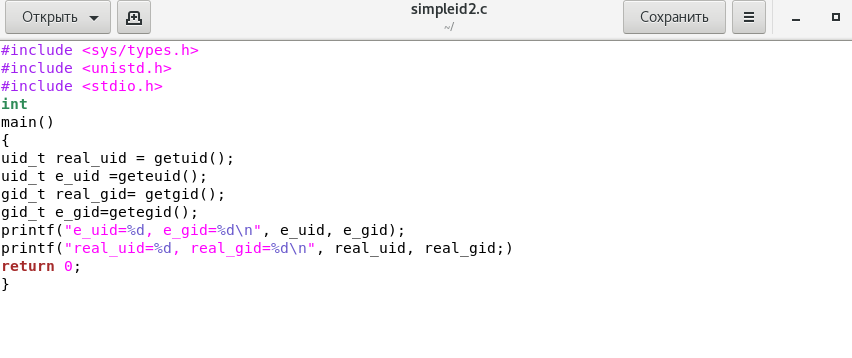 Открыть
simpleid2.c
~/
Сохранить
#include <sys/types.h>
#include <unistd.h>
#include <stdio.h>
int
main()
{
uid_t real_uid = getuid();
uid_t e_uid =geteuid();
gid_t real_gid= getgid();
gid_t e_gid=getegid();
printf("e_uid=%d, e_gid=%d\n", e_uid, e_gid);
printf("real_uid=%d, real_gid=%d\n", real_uid, real_gid;)
return 0;
}